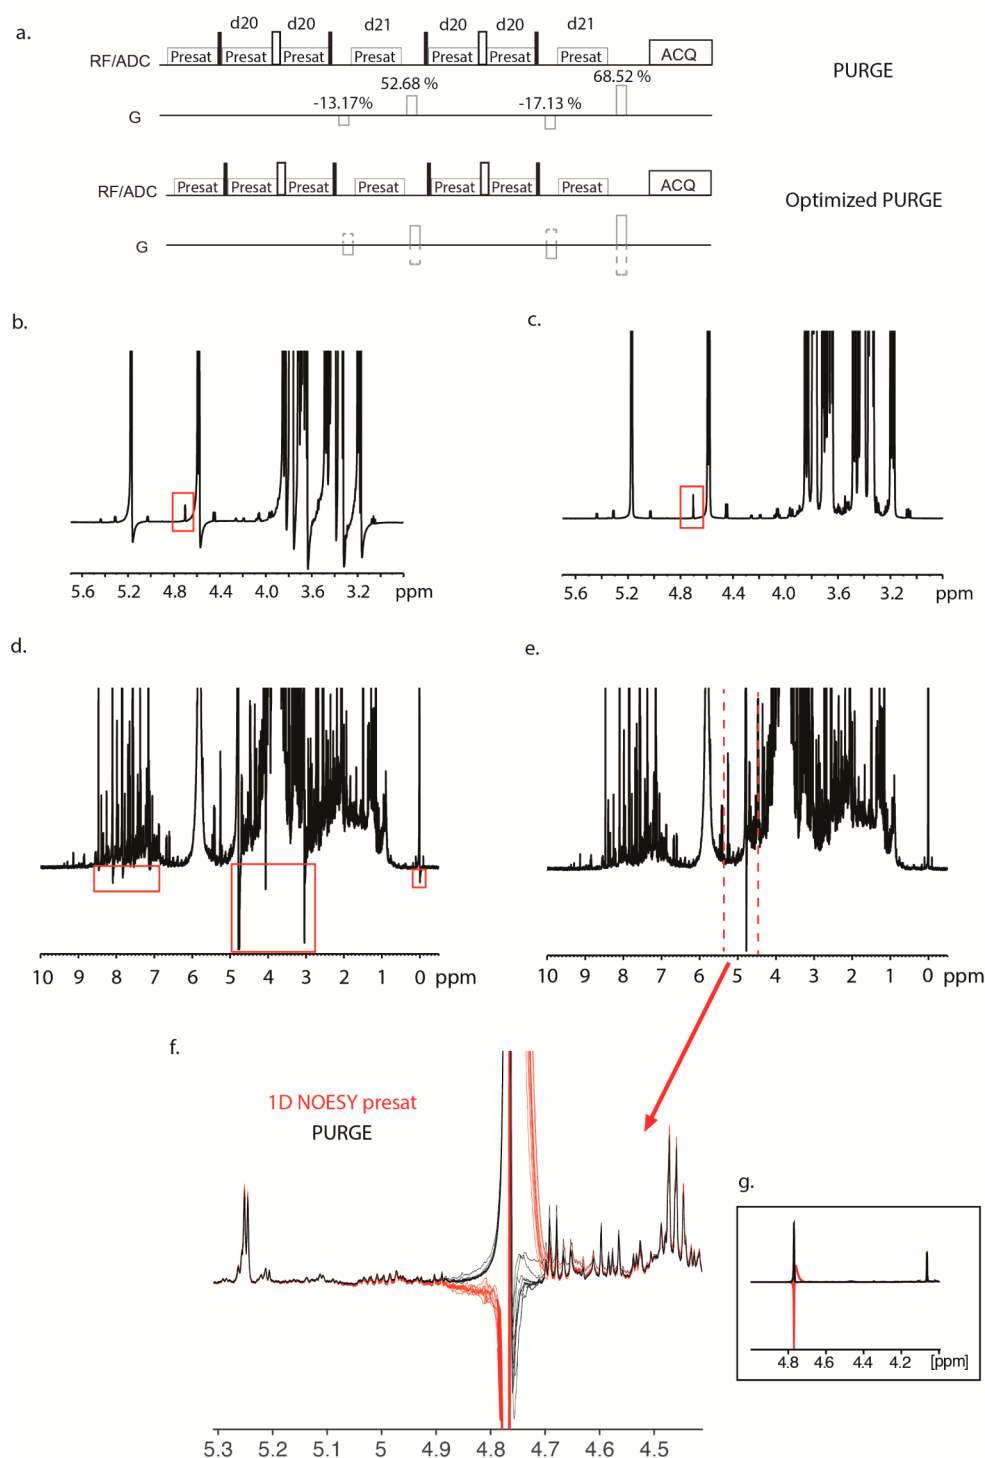 a.
d20 d20 d21 d20 d20 d21
RF/ADC Presat Presat Presat Presat Presat Presat Presat ACQ
PURGE
-13.17% 52.68 % -17.13 % 68.52 %
G
RF/ADC Presat Presat Presat Presat Presat Presat Presat ACQ
Optimized PURGE
G
b.
c.
5.6 5.2 4.8 4.4 4.0 3.6 3.2 ppm
5.6 5.2 4.8 4.4 4.0 3.6 3.2 ppm
d.
e.
10 9 8 7 6 5 4 3 2 1 0 ppm
10 9 8 7 6 5 4 3 2 1 0 ppm
f.
1D NOESY presat
PURGE
g.
4.8 4.6 4.4 4.2 [ppm]
5.3 5.2 5.1 5 4.9 4.8 4.7 4.6 4.5